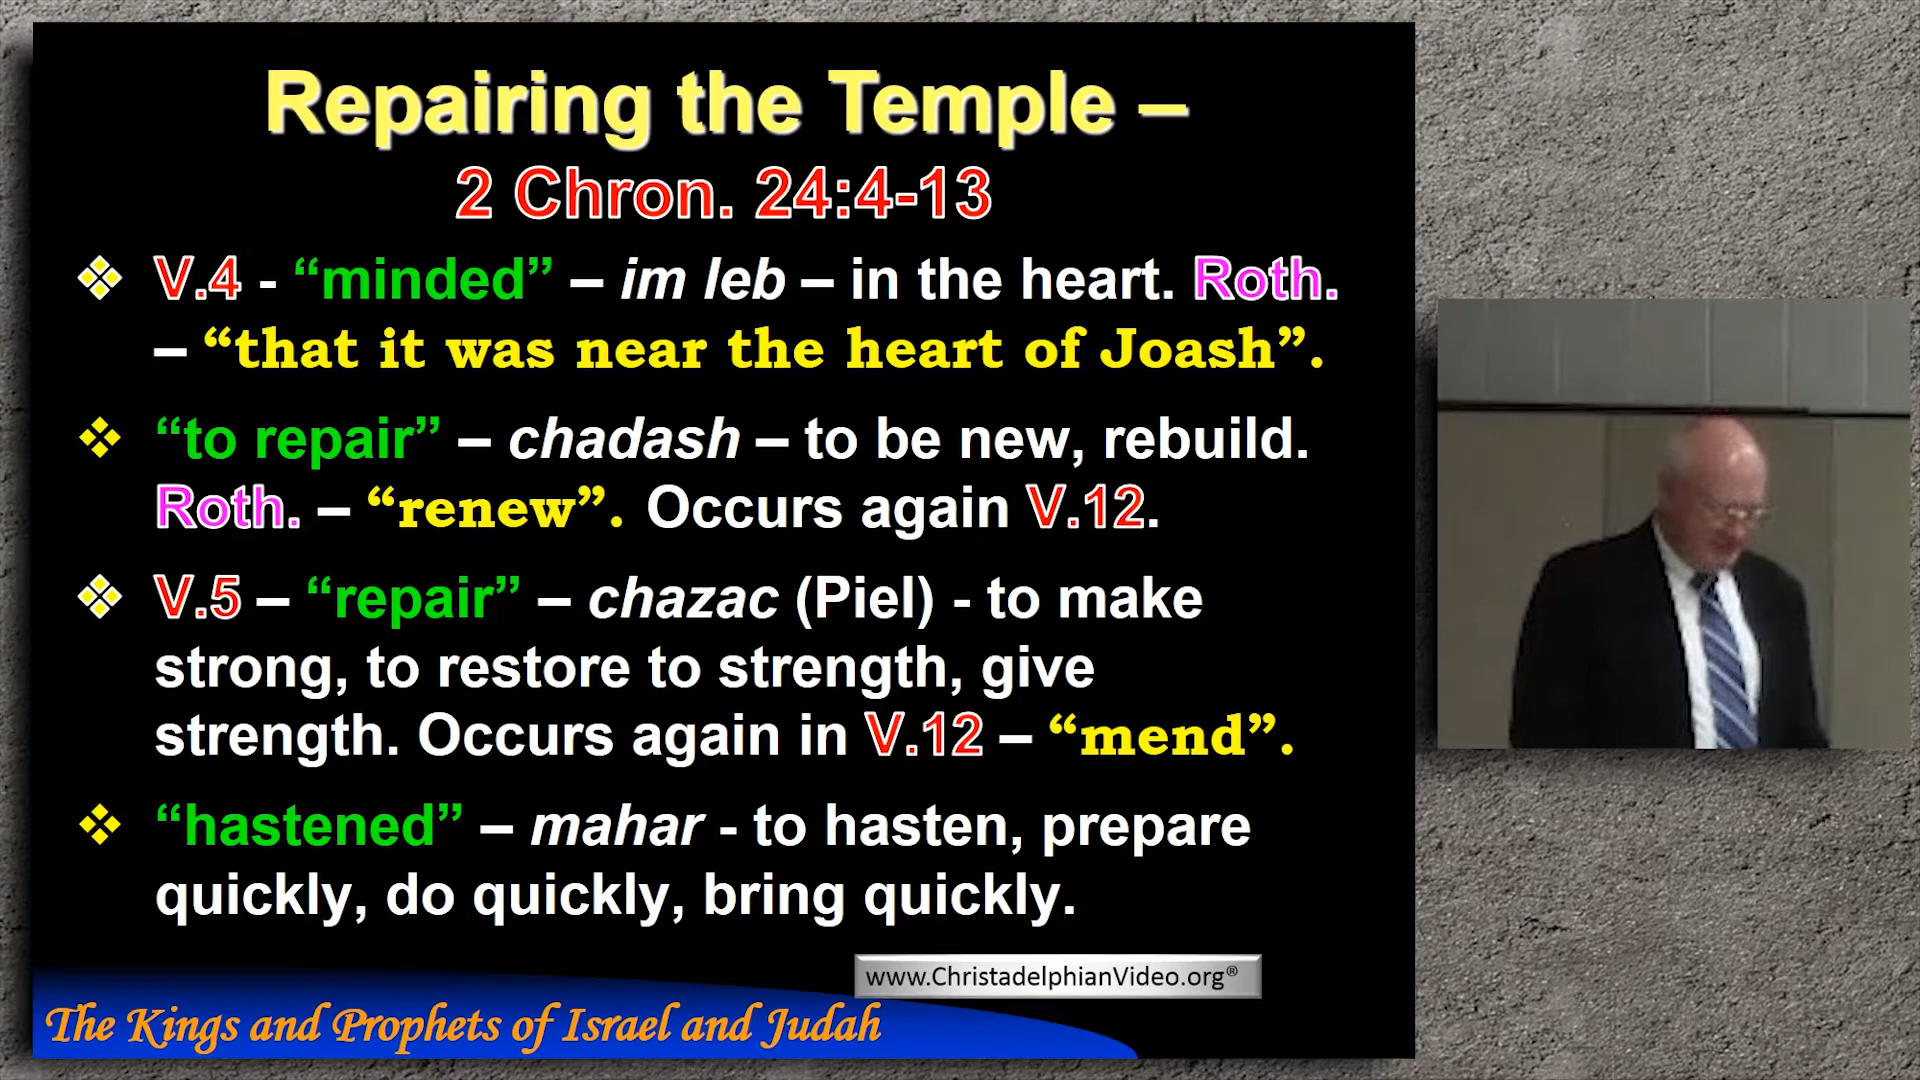 Repairing the Temple –
2 Chron. 24:4-13
V.4 - “minded” – im leb – in the heart. Roth.
– “that it was near the heart of Joash”.
“to repair” – chadash – to be new, rebuild.
Roth. – “renew”. Occurs again V.12.
V.5 – “repair” – chazac (Piel) - to make
strong, to restore to strength, give
strength. Occurs again in V.12 – “mend”.
“hastened” – mahar - to hasten, prepare
quickly, do quickly, bring quickly.
www.ChristadelphianVideo.org®
The Kings and Prophets of Israel and Judah